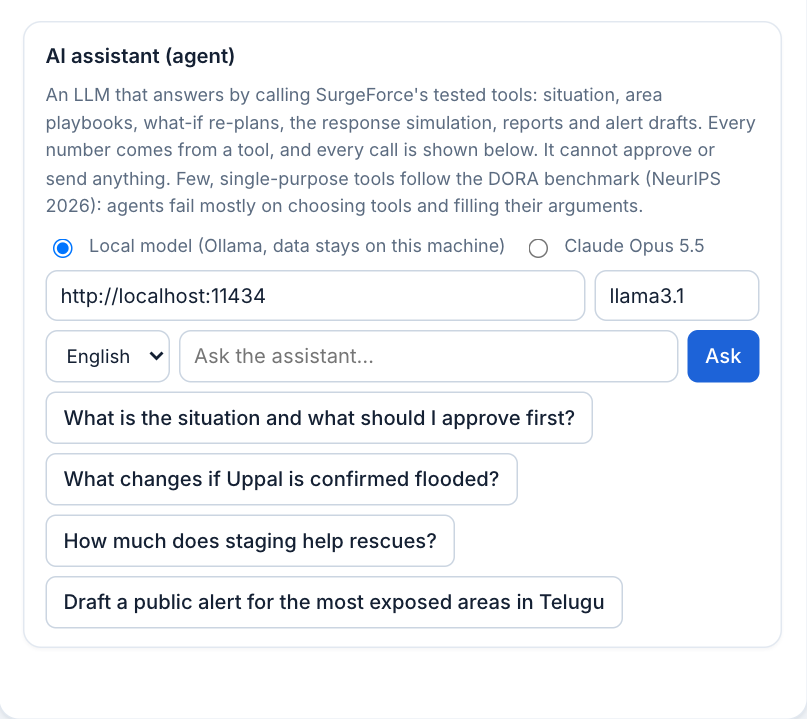 AI assistant (agent)
An LLM that answers by calling SurgeForce's tested tools: situation, area
playbooks, what-if re-plans, the response simulation, reports and alert drafts. Every
number comes from a tool, and every call is shown below. It cannot approve or
send anything. Few, single-purpose tools follow the DORA benchmark (NeurIPS
2026): agents fail mostly on choosing tools and filling their arguments.
Local model (Ollama, data stays on this machine) Claude Opus 5.5
http://localhost:11434 llama3.1
English Ask the assistant... Ask
What is the situation and what should I approve first?
What changes if Uppal is confirmed flooded?
How much does staging help rescues?
Draft a public alert for the most exposed areas in Telugu